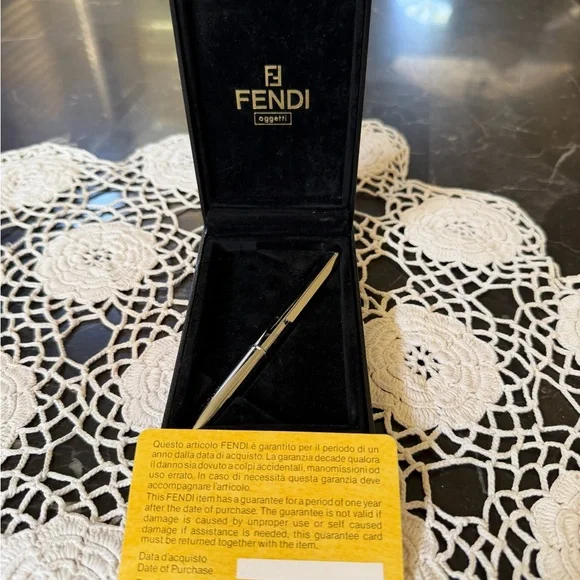 FENDI
oggetti
Questo articolo FENDI è garantito per il periodo di un
anno dalla data di acquisto. La garanzia decade qualora
il danno sia dovuto a colpi accidentali, manomissioni od
uso errato. In caso di necessità questa garanzia deve
accompagnare l'articolo.
This FENDI item has a guarantee for a period of one year
after the date of purchase. The guarantee is not valid if
damage is caused by unproper use or self caused
damage if assistance is needed, this guarantee card
must be returned together with the item.
Data d'acquisto
Date of Purchase